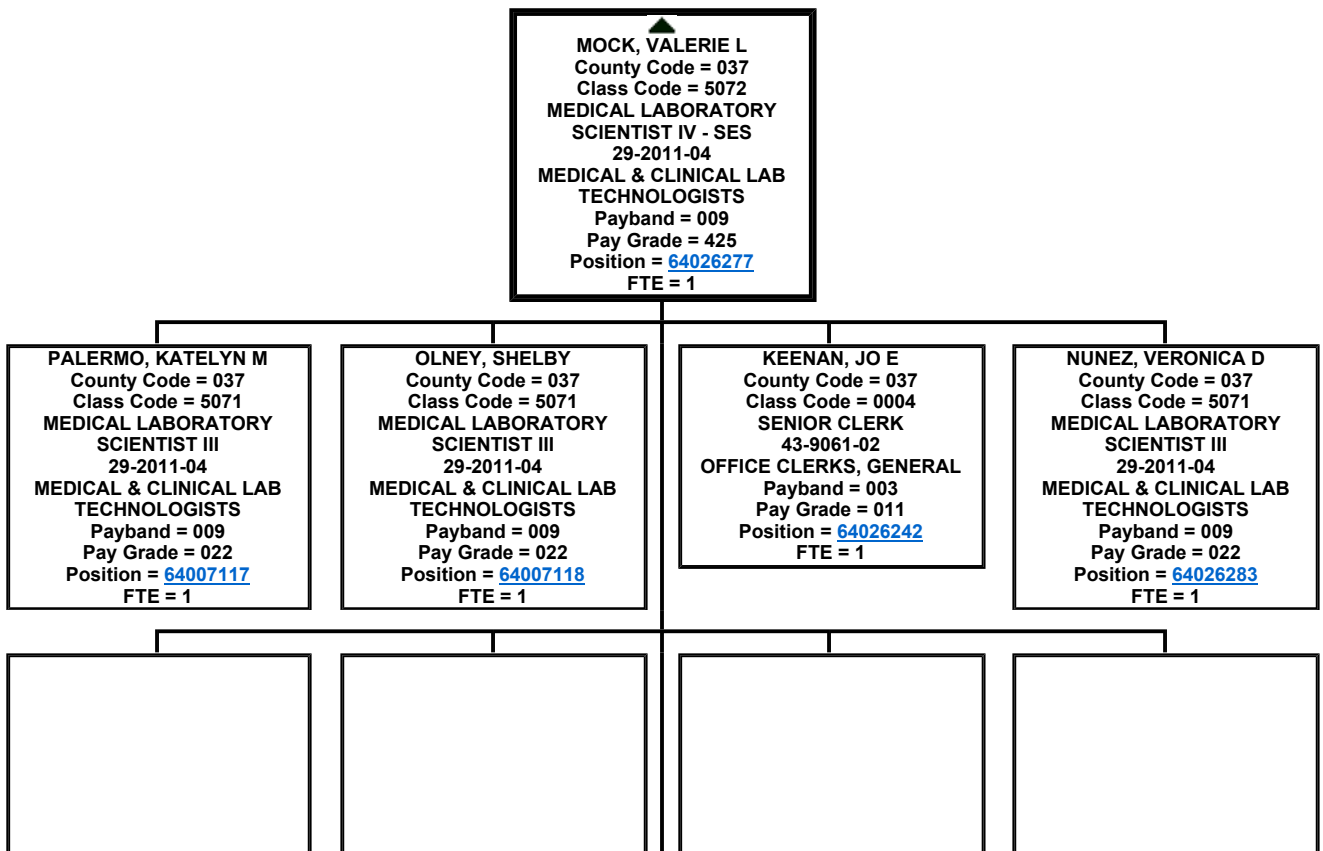 MOCK, VALERIE L
County Code = 037
Class Code = 5072
MEDICAL LABORATORY
SCIENTIST IV - SES
29-2011-04
MEDICAL & CLINICAL LAB
TECHNOLOGISTS
Payband = 009
Pay Grade = 425
Position = 64026277
FTE = 1
PALERMO, KATELYN M
County Code = 037
Class Code = 5071
MEDICAL LABORATORY
SCIENTIST III
29-2011-04
MEDICAL & CLINICAL LAB
TECHNOLOGISTS
Payband = 009
Pay Grade = 022
Position = 64007117
FTE = 1
OLNEY, SHELBY
County Code = 037
Class Code = 5071
MEDICAL LABORATORY
SCIENTIST III
29-2011-04
MEDICAL & CLINICAL LAB
TECHNOLOGISTS
Payband = 009
Pay Grade = 022
Position = 64007118
FTE = 1
KEENAN, JO E
County Code = 037
Class Code = 0004
SENIOR CLERK
43-9061-02
OFFICE CLERKS, GENERAL
Payband = 003
Pay Grade = 011
Position = 64026242
FTE = 1
NUNEZ, VERONICA D
County Code = 037
Class Code = 5071
MEDICAL LABORATORY
SCIENTIST III
29-2011-04
MEDICAL & CLINICAL LAB
TECHNOLOGISTS
Payband = 009
Pay Grade = 022
Position = 64026283
FTE = 1